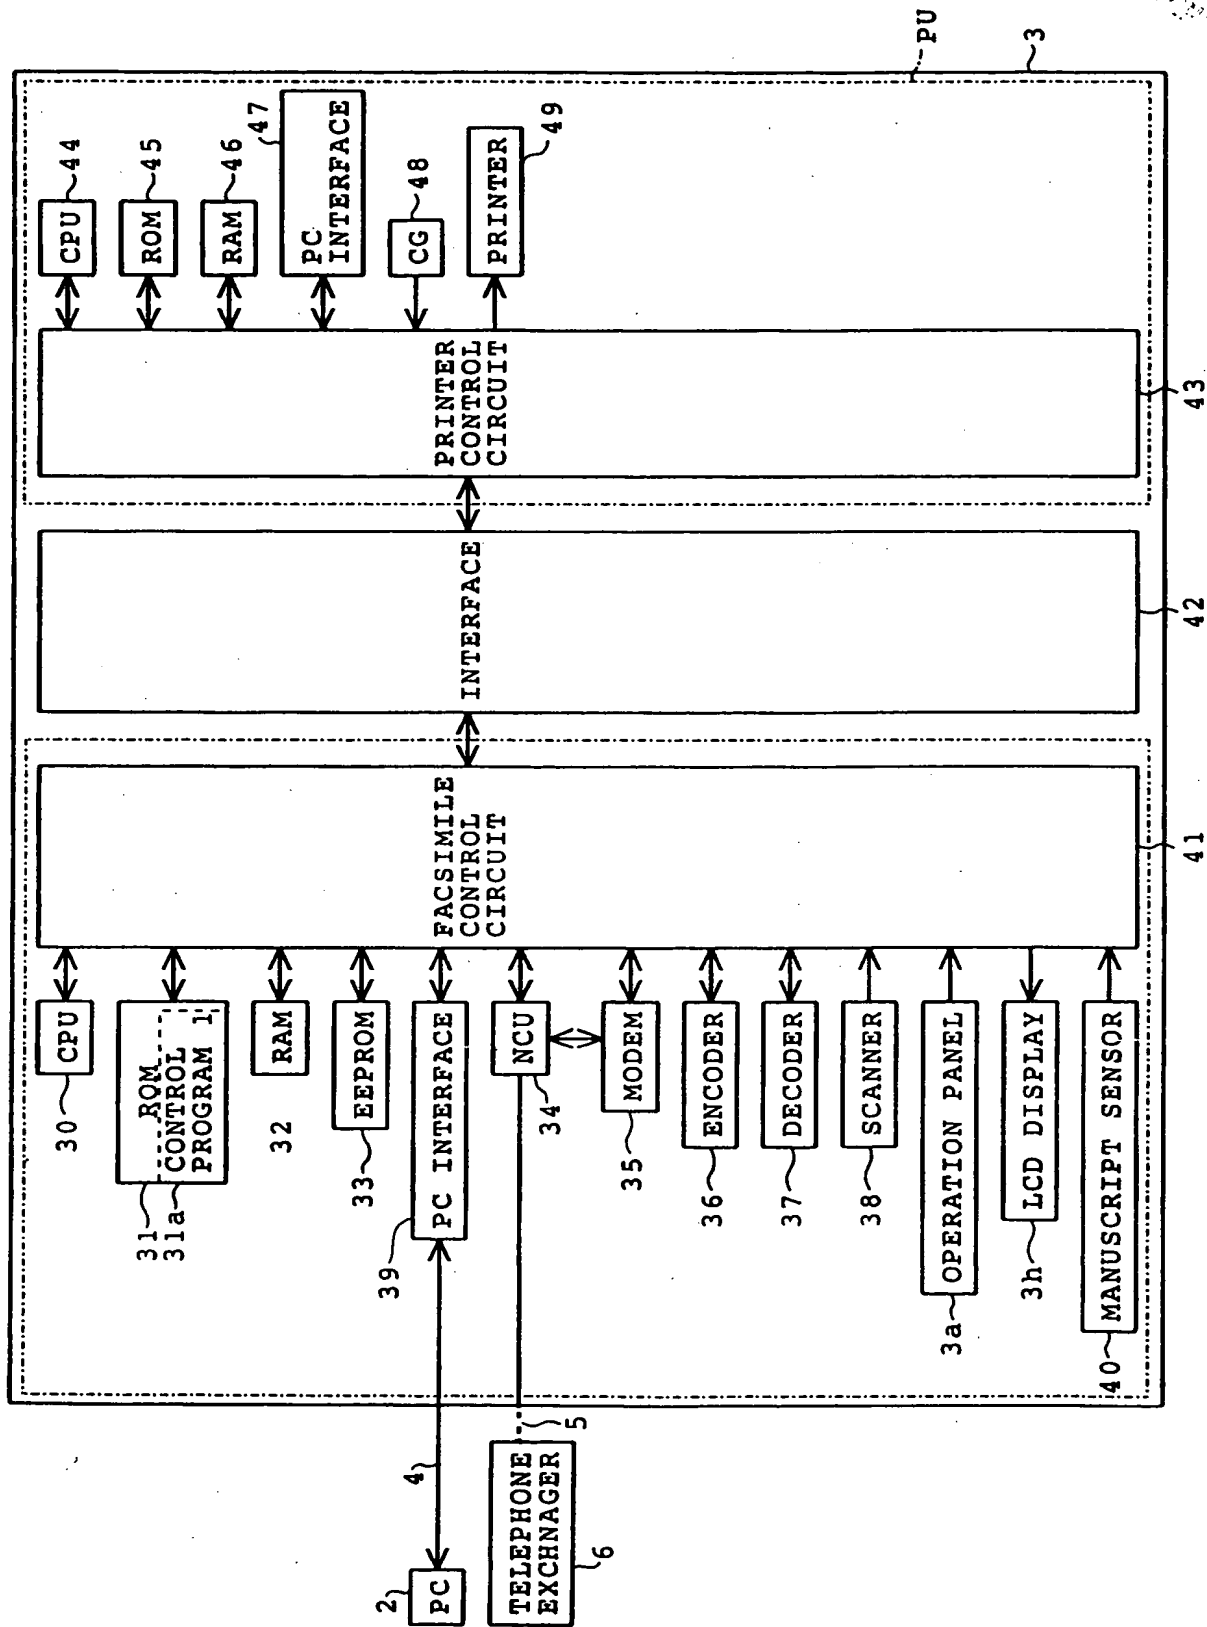 PU
3
CPU
44
ROM
45
RAM
46
PC
INTERFACE
47
CG
48
PRINTER
49
PRINTER
CONTROL
CIRCUIT
43
INTERFACE
42
FACSIMILE
CONTROL
CIRCUIT
41
CPU
30
ROM
31
CONTROL
PROGRAM 1
31a
RAM
32
EEPROM
33
PC INTERFACE
39
NCU
34
MODEM
35
ENCODER
36
DECODER
37
SCANNER
38
OPERATION PANEL
3a
LCD DISPLAY
3h
MANUSCRIPT SENSOR
40
4
5
PC
2
TELEPHONE
EXCHNAGER
6